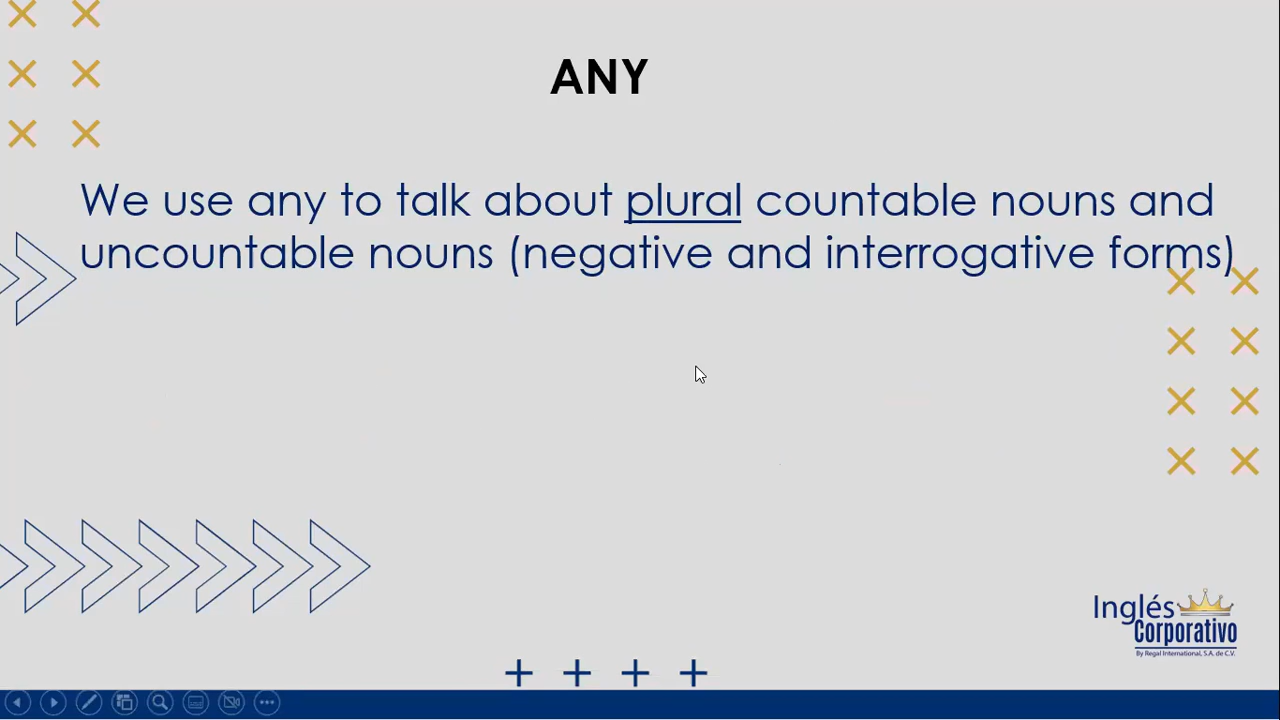 ANY
We use any to talk about plural countable nouns and
uncountable nouns (negative and interrogative forms)
Inglés
Corporativo
By Regal International, S.A. de C.V.